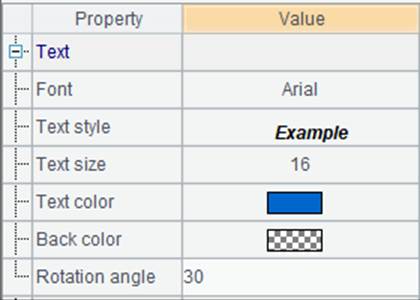 Property Value
Text
Font Arial
Text style Example
Text size 16
Text color
Back color
Rotation angle 30